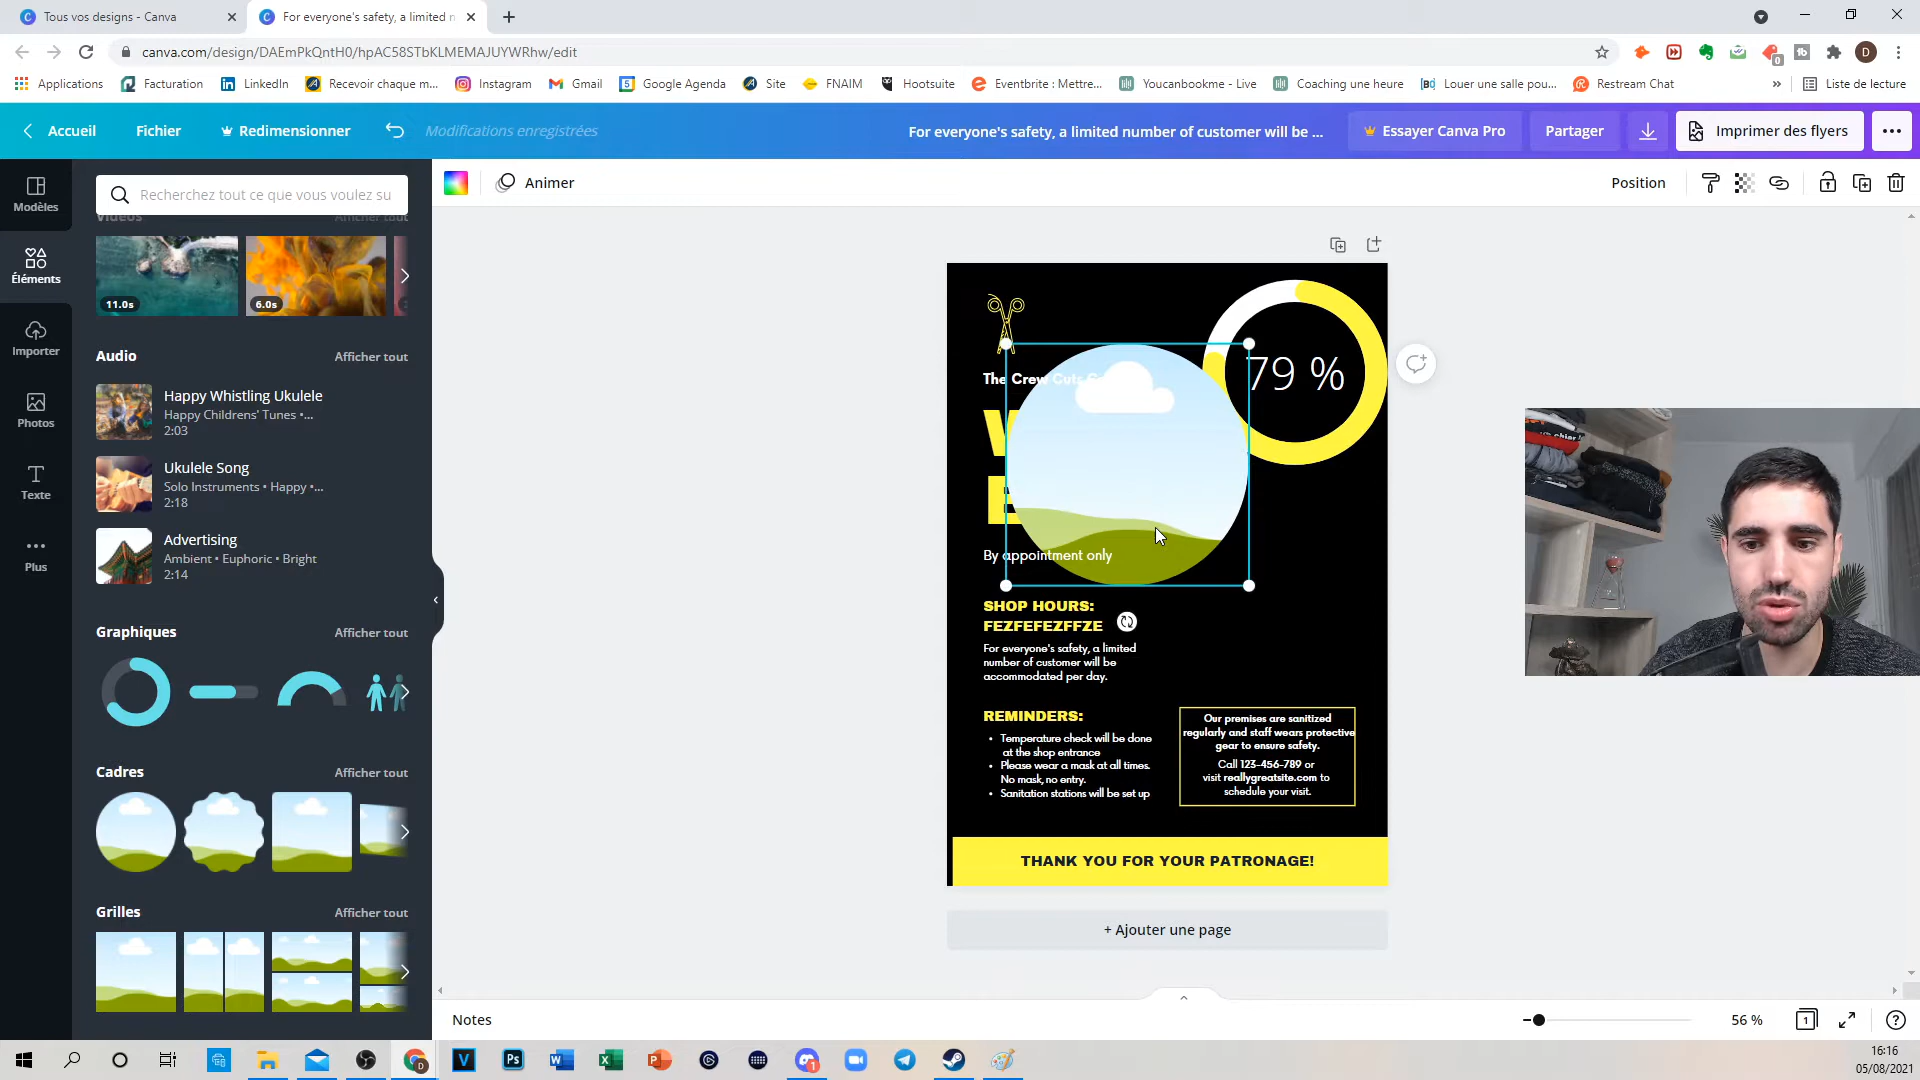 Tous vos designs - Canva
For everyone's safety, a limited n
canva.com/design/DAEmPkQntH0/hpAC58STbKLMEMAJUYWRhw/edit
Applications
Facturation
LinkedIn
Recevoir chaque m...
Instagram
Gmail
Google Agenda
Site
FNAIM
Hootsuite
Eventbrite : Mettre...
Youcanbookme - Live
Coaching une heure
Louer une salle pou...
Restream Chat
»
Liste de lecture
Accueil
Fichier
Redimensionner
Modifications enregistrées
For everyone's safety, a limited number of customer will be ...
Essayer Canva Pro
Partager
Imprimer des flyers
Modèles
Éléments
Importer
Photos
Texte
Plus
Recherchez tout ce que vous voulez su
Vidéos
Afficher tout
11.0s
6.0s
Audio
Afficher tout
Happy Whistling Ukulele
Happy Childrens' Tunes •...
2:03
Ukulele Song
Solo Instruments • Happy •...
2:18
Advertising
Ambient • Euphoric • Bright
2:14
Graphiques
Afficher tout
Cadres
Afficher tout
Grilles
Afficher tout
Animer
Position
79 %
The Crew Cuts
By appointment only
SHOP HOURS:
FEZFEFEZFFZE
For everyone's safety, a limited
number of customer will be
accommodated per day.
REMINDERS:
• Temperature check will be done
at the shop entrance
• Please wear a mask at all times.
No mask, no entry.
• Sanitation stations will be set up
Our premises are sanitized
regularly and staff wears protective
gear to ensure safety.
Call 123-456-789 or
visit reallygreatsite.com to
schedule your visit.
THANK YOU FOR YOUR PATRONAGE!
+ Ajouter une page
Notes
56 %
1
16:16
05/08/2021